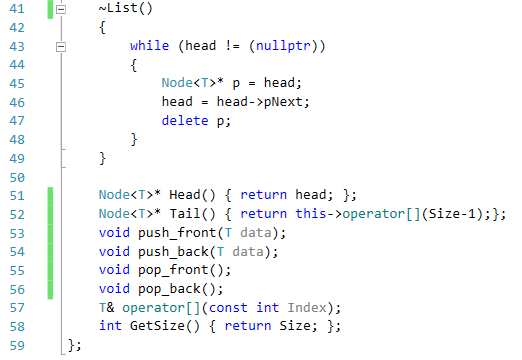 41 ~List()
42 {
43 while (head != (nullptr))
44 {
45 Node<T>* p = head;
46 head = head->pNext;
47 delete p;
48 }
49 }
50
51 Node<T>* Head() { return head; };
52 Node<T>* Tail() { return this->operator[](Size-1);};
53 void push_front(T data);
54 void push_back(T data);
55 void pop_front();
56 void pop_back();
57 T& operator[](const int Index);
58 int GetSize() { return Size; };
59 };